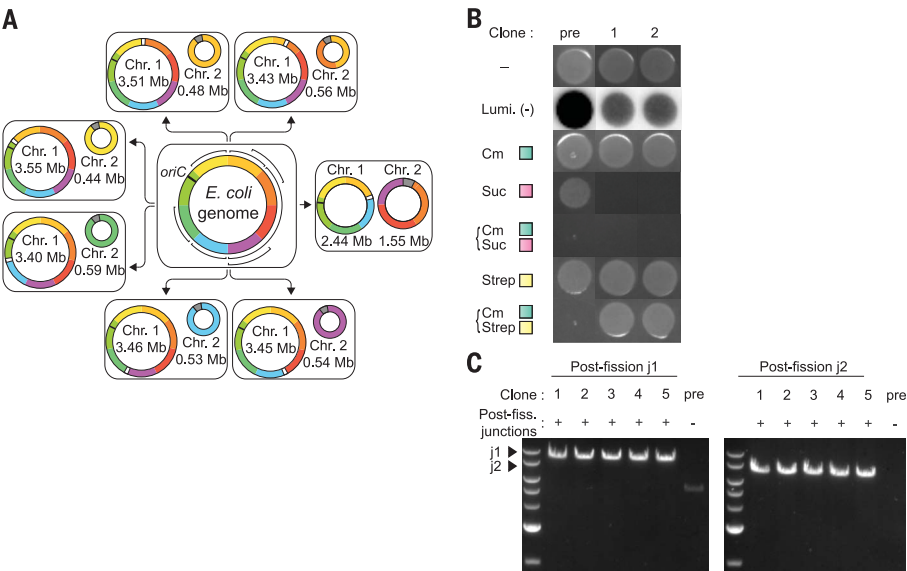 A
Chr. 1
3.51 Mb
Chr. 2
0.48 Mb
Chr. 1
3.43 Mb
Chr. 2
0.56 Mb
Chr. 1
3.55 Mb
Chr. 2
0.44 Mb
oriC
E. coli
genome
Chr. 1
Chr. 2
2.44 Mb
1.55 Mb
Chr. 1
3.40 Mb
Chr. 2
0.59 Mb
Chr. 1
3.46 Mb
Chr. 2
0.53 Mb
Chr. 1
3.45 Mb
Chr. 2
0.54 Mb
B
Clone : pre 1 2
–
Lumi. (-)
Cm
Suc
{Cm
Suc
Strep
{Cm
Strep
C
Post-fission j1
Clone : 1 2 3 4 5 pre
Post-fiss.
junctions : + + + + + -
j1
j2
Post-fission j2
1 2 3 4 5 pre
+ + + + + -